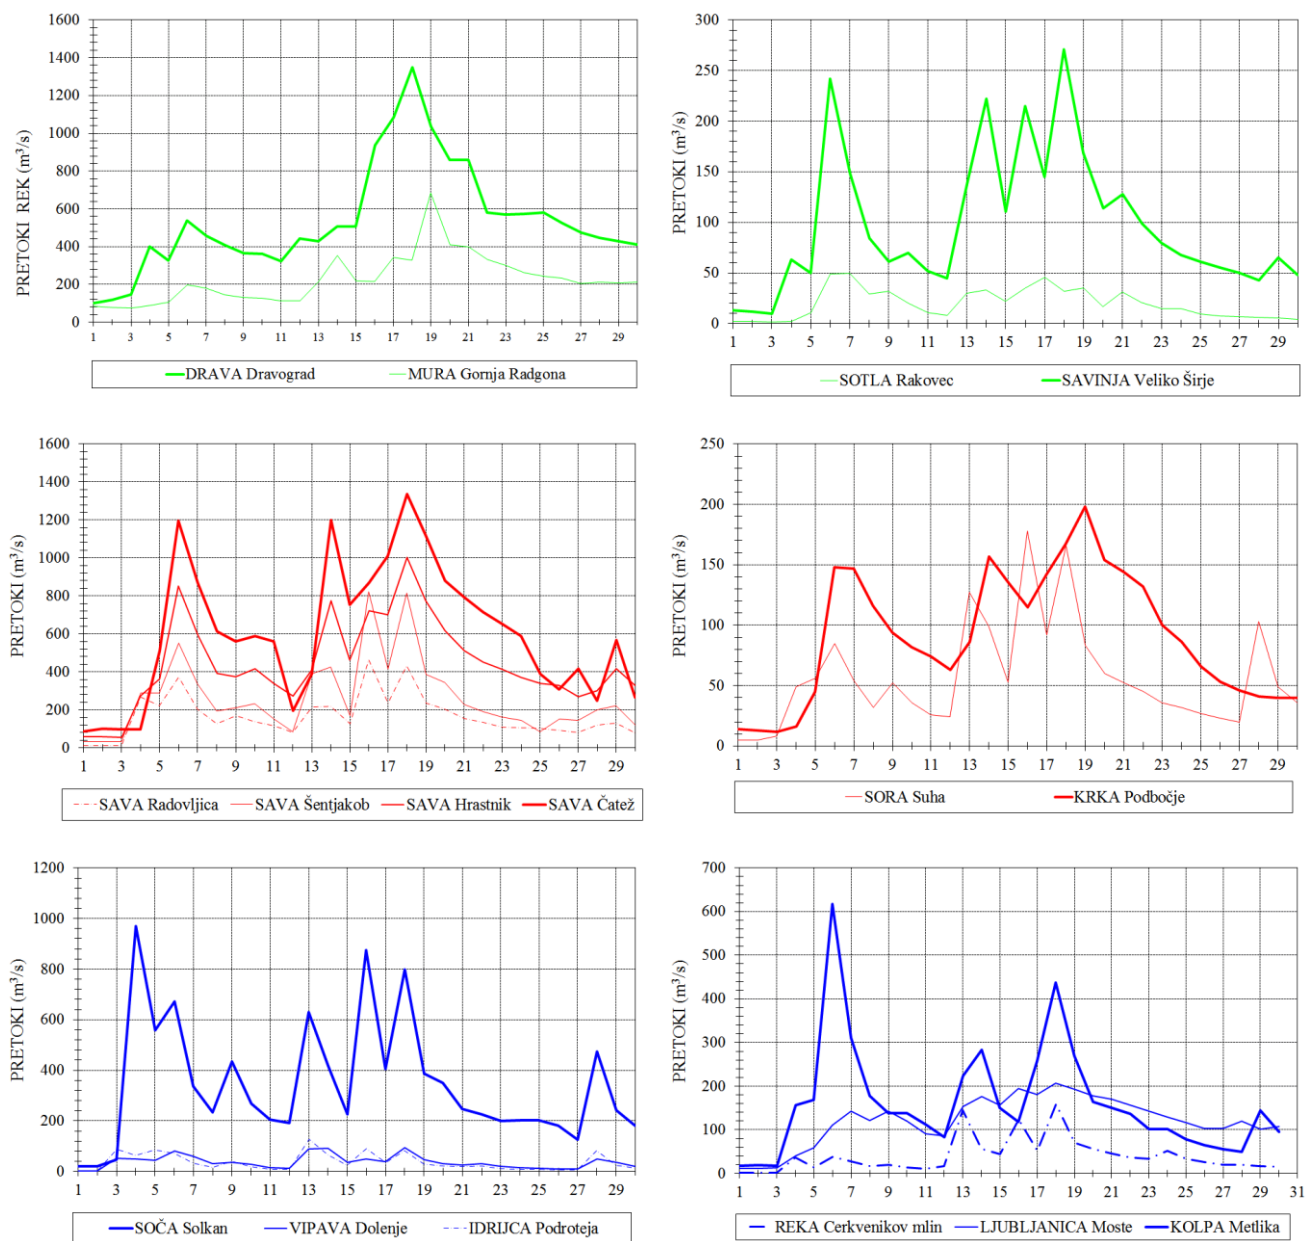 PRETOKI REK (m³/s)
1600
1400
1200
1000
800
600
400
200
0
1 3 5 7 9 11 13 15 17 19 21 23 25 27 29
DRAVA Dravograd MURA Gornja Radgona
PRETOKI (m³/s)
300
250
200
150
100
50
0
1 3 5 7 9 11 13 15 17 19 21 23 25 27 29
SOTLA Rakovec SAVINJA Veliko Širje
PRETOKI (m³/s)
1600
1400
1200
1000
800
600
400
200
0
1 3 5 7 9 11 13 15 17 19 21 23 25 27 29
SAVA Radovljica SAVA Šentjakob SAVA Hrastnik SAVA Čatež
PRETOKI (m³/s)
250
200
150
100
50
0
1 3 5 7 9 11 13 15 17 19 21 23 25 27 29
SORA Suha KRKA Podbočje
PRETOKI (m³/s)
1200
1000
800
600
400
200
0
1 3 5 7 9 11 13 15 17 19 21 23 25 27 29
SOČA Solkan VIPAVA Dolenje IDRIJCA Podroteja
PRETOKI (m³/s)
700
600
500
400
300
200
100
0
1 3 5 7 9 11 13 15 17 19 21 23 25 27 29 31
REKA Cerkvenikov mlin LJUBLJANICA Moste KOLPA Metlika